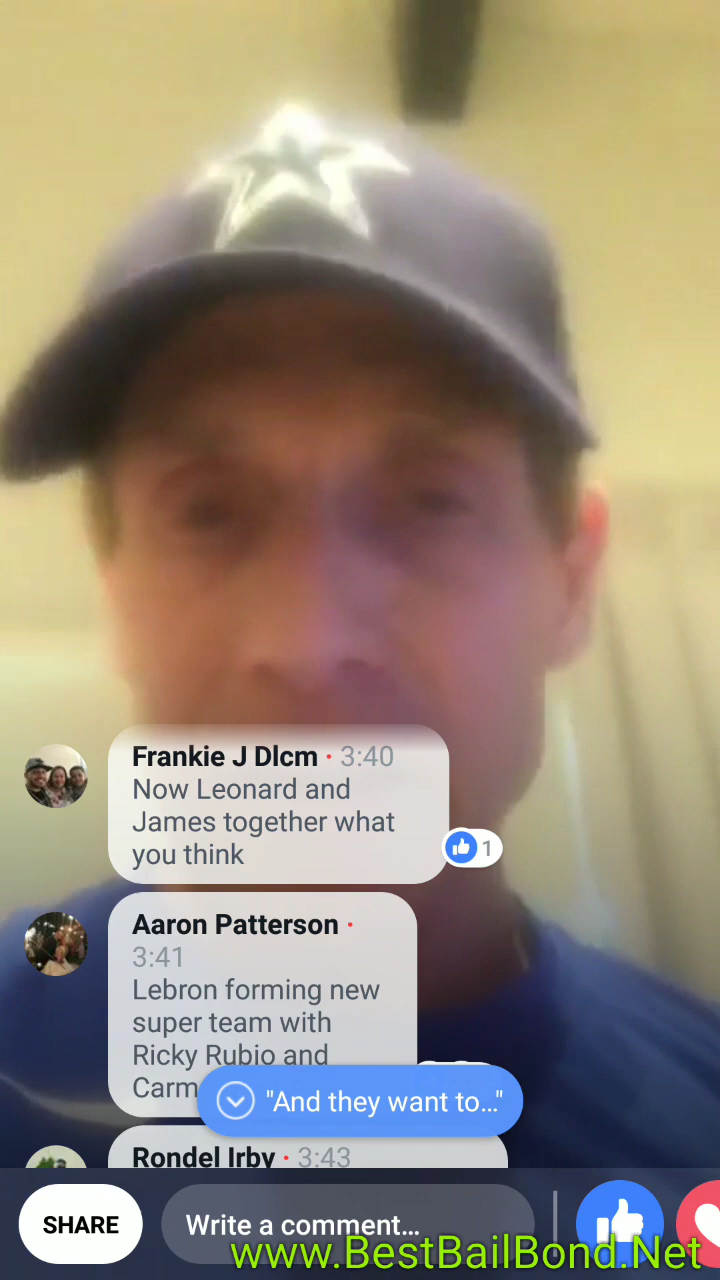 Frankie J Dlcm • 3:40
Now Leonard and
James together what
you think
1
Aaron Patterson •
3:41
Lebron forming new
super team with
Ricky Rubio and
Carm
"And they want to..."
Rondel Irby • 3:43
SHARE
Write a comment...
www.BestBailBond.Net